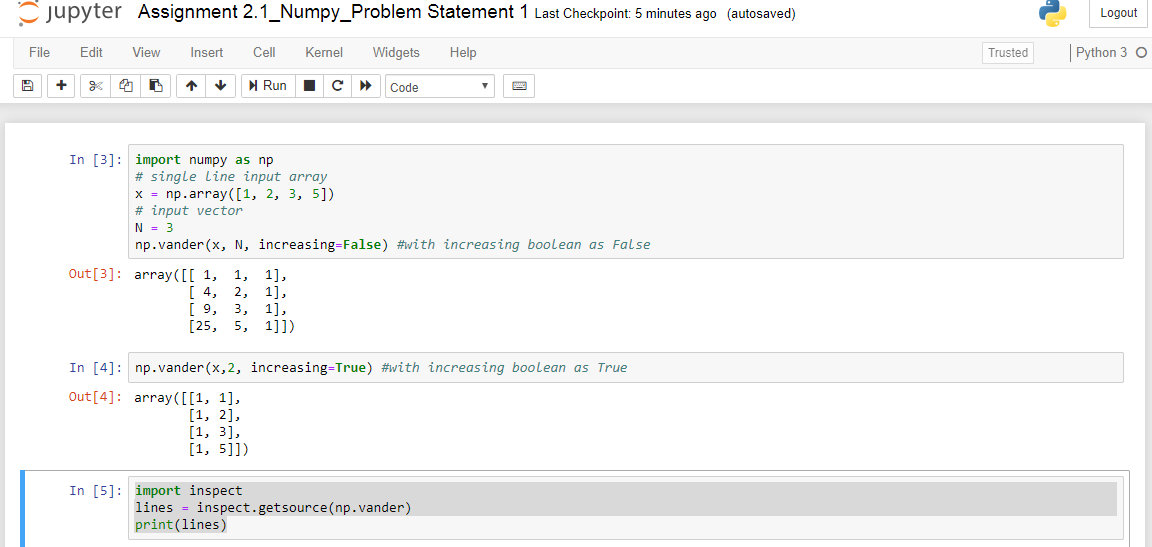 jupyter Assignment 2.1_Numpy_Problem Statement 1 Last Checkpoint: 5 minutes ago (autosaved) Logout
File Edit View Insert Cell Kernel Widgets Help Trusted Python 3
Run Code
In [3]: import numpy as np
# single line input array
x = np.array([1, 2, 3, 5])
# input vector
N = 3
np.vander(x, N, increasing=False) #with increasing boolean as False
Out[3]: array([[ 1, 1, 1],
[ 4, 2, 1],
[ 9, 3, 1],
[25, 5, 1]])
In [4]: np.vander(x,2, increasing=True) #with increasing boolean as True
Out[4]: array([[1, 1],
[1, 2],
[1, 3],
[1, 5]])
In [5]: import inspect
lines = inspect.getsource(np.vander)
print(lines)